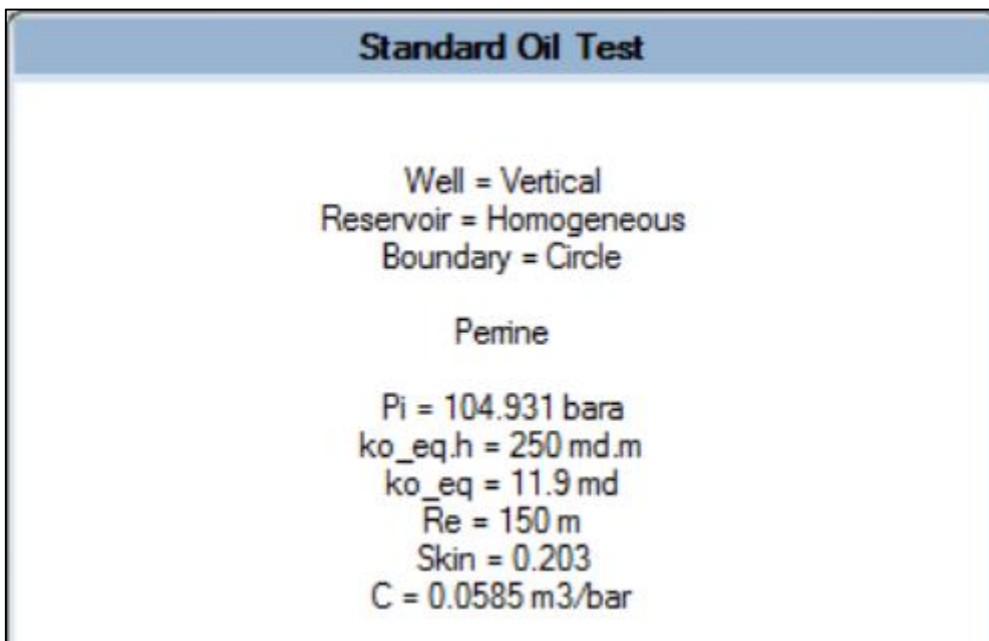 Standard Oil Test
Well = Vertical
Reservoir = Homogeneous
Boundary = Circle
Perrine
Pi = 104.931 bara
ko_eq.h = 250 md.m
ko_eq = 11.9 md
Re = 150 m
Skin = 0.203
C = 0.0585 m3/bar